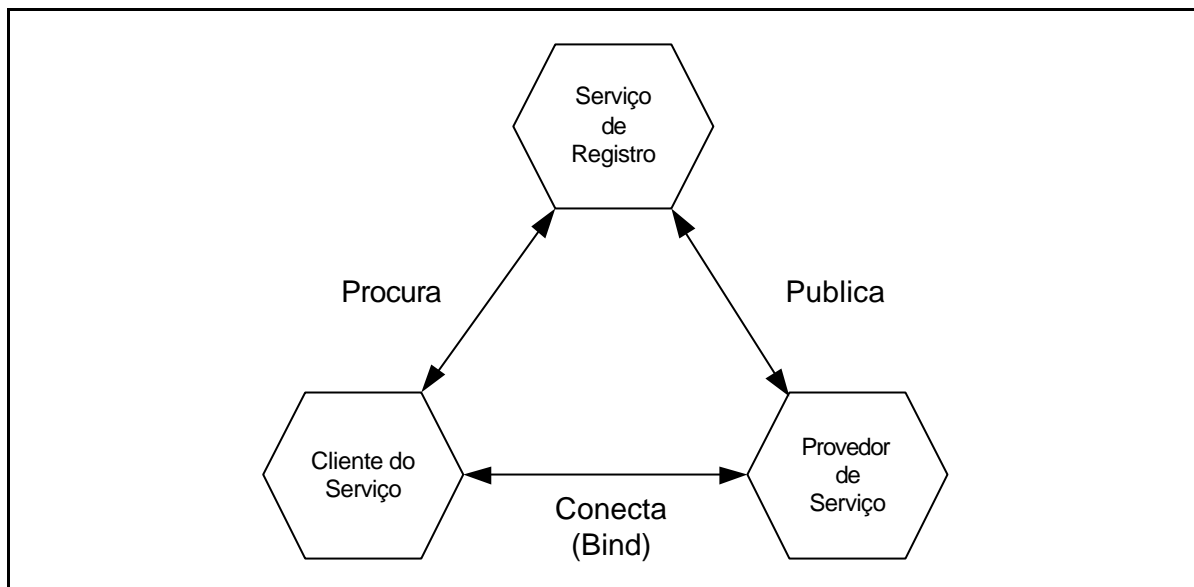 Serviço
de
Registro
Procura
Publica
Cliente do
Serviço
Provedor
de
Serviço
Conecta
(Bind)